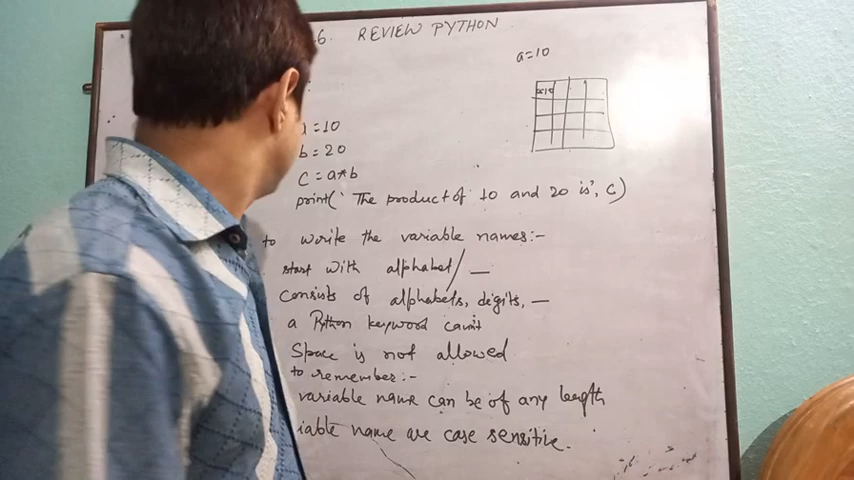 6. REVIEW PYTHON
a=10
a =10
b = 20
c = a*b
print(' The product of 10 and 20 is', c)
to write the variable names:-
start with alphabet/ _
Consists of alphabets, digits, _
a Python keyword can't
Space is not allowed
to remember:-
variable name can be of any length
iable name are case sensitive.